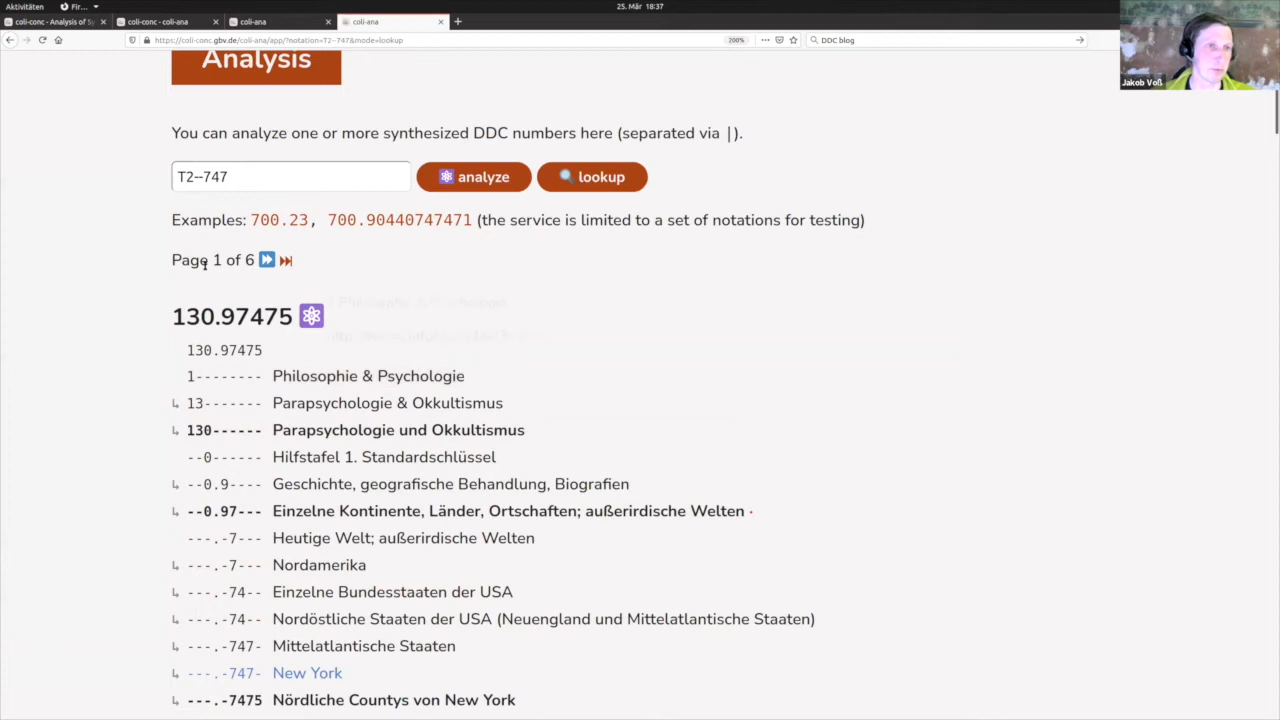 Aktivitäten
Fir...
25. Mär 18:37
coli-conc - Analysis of Sy
coli-conc - coli-ana
coli-ana
coli-ana
https://coli-conc.gbv.de/coli-ana/app/?notation=T2--747&mode=lookup
200%
DDC blog
Jakob Voß
Analysis
You can analyze one or more synthesized DDC numbers here (separated via |).
T2--747
analyze
lookup
Examples: 700.23, 700.90440747471 (the service is limited to a set of notations for testing)
Page 1 of 6
130.97475
130.97475
1-------- Philosophie & Psychologie
↳ 13------- Parapsychologie & Okkultismus
↳ 130------ Parapsychologie und Okkultismus
--0------ Hilfstafel 1. Standardschlüssel
↳ --0.9---- Geschichte, geografische Behandlung, Biografien
↳ --0.97--- Einzelne Kontinente, Länder, Ortschaften; außerirdische Welten
---.-7--- Heutige Welt; außerirdische Welten
↳ ---.-7--- Nordamerika
↳ ---.-74-- Einzelne Bundesstaaten der USA
↳ ---.-74-- Nordöstliche Staaten der USA (Neuengland und Mittelatlantische Staaten)
↳ ---.-747- Mittelatlantische Staaten
↳ ---.-747- New York
↳ ---.-7475 Nördliche Countys von New York